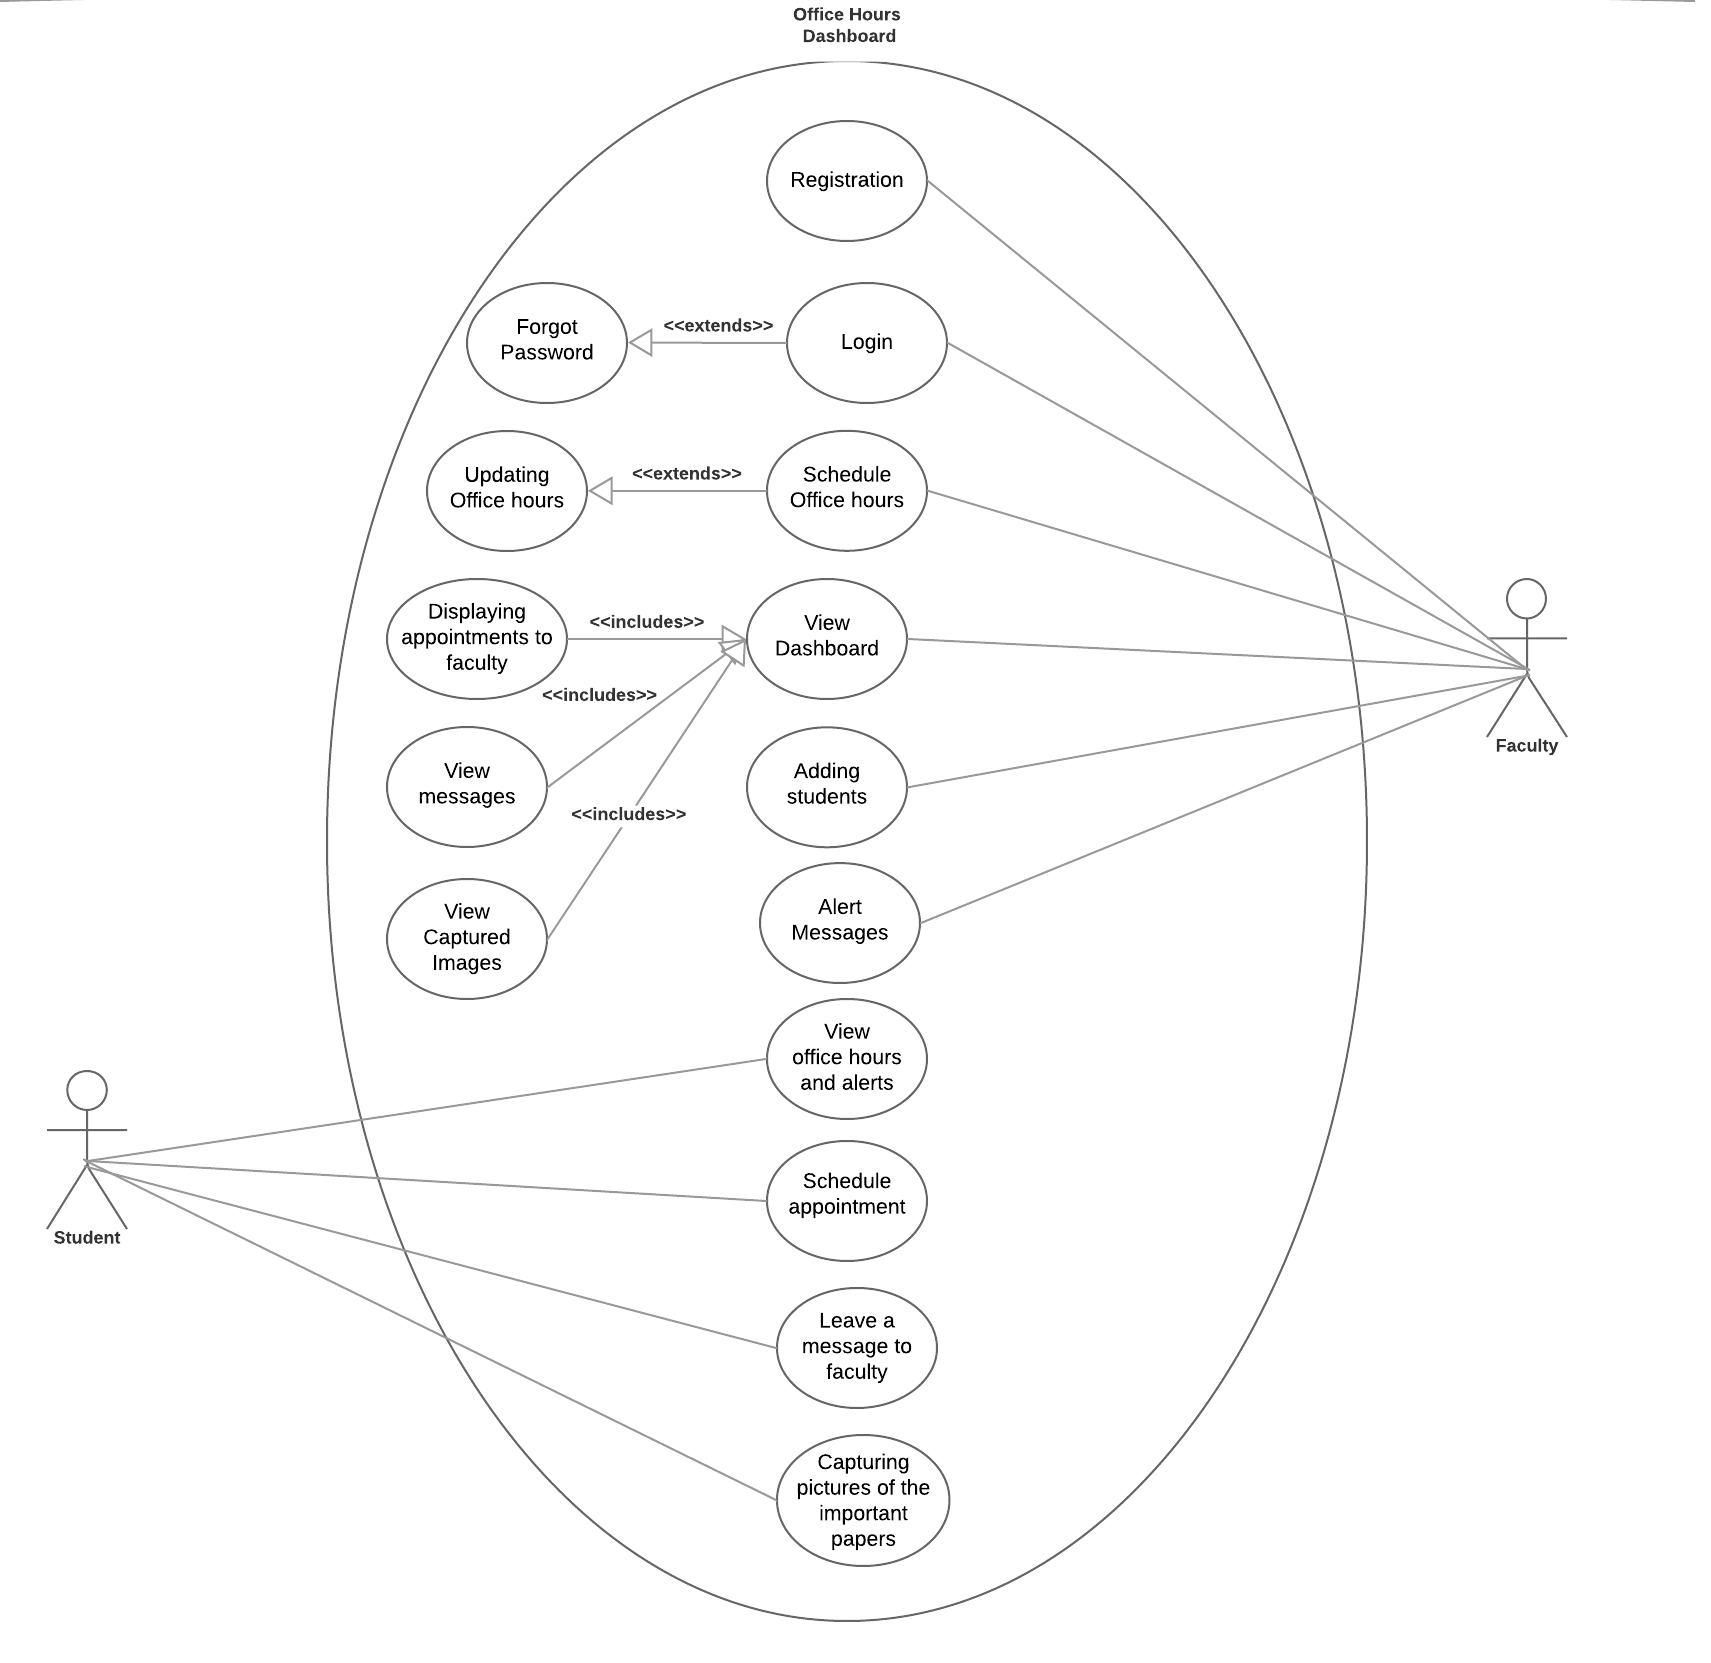 Office Hours
Dashboard
Registration
Forgot
Password
<<extends>>
Login
Updating
Office hours
<<extends>>
Schedule
Office hours
Displaying
appointments to
faculty
<<includes>>
View
Dashboard
<<includes>>
View
messages
<<includes>>
Adding
students
Faculty
View
Captured
Images
Alert
Messages
View
office hours
and alerts
Student
Schedule
appointment
Leave a
message to
faculty
Capturing
pictures of the
important
papers